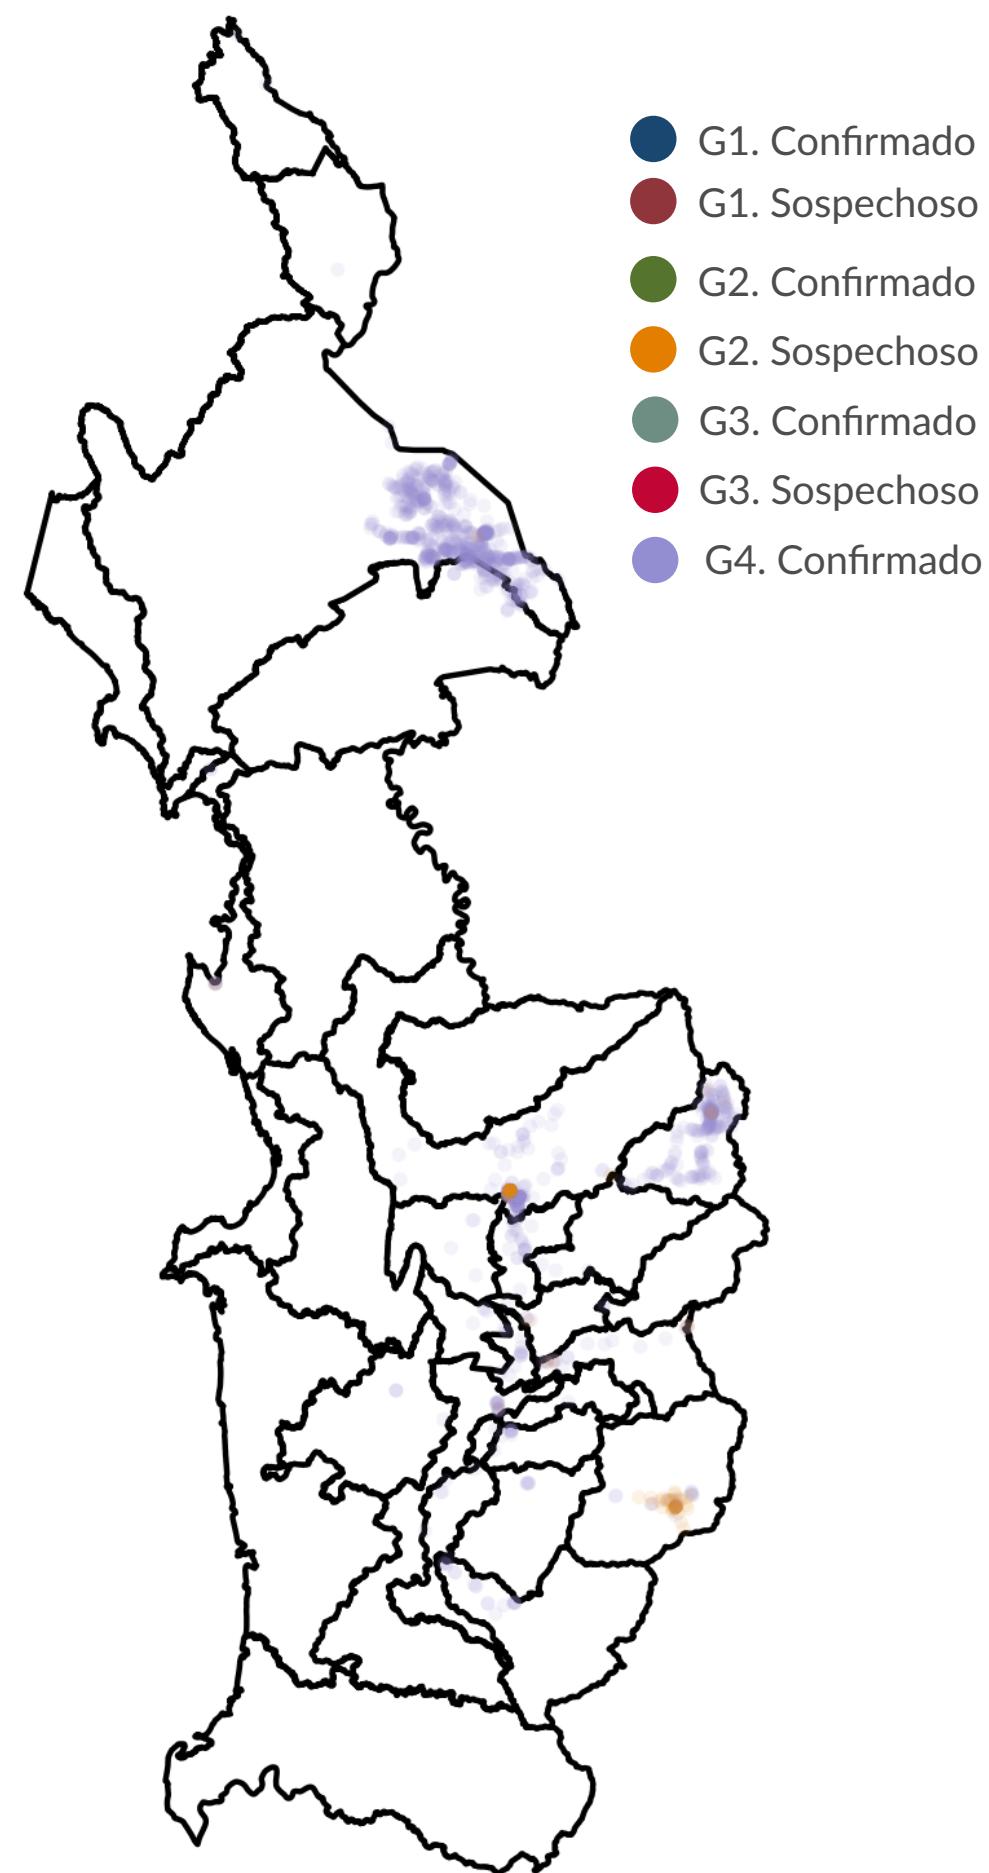 G1. Confirmado
G1. Sospechoso
G2. Confirmado
G2. Sospechoso
G3. Confirmado
G3. Sospechoso
G4. Confirmado